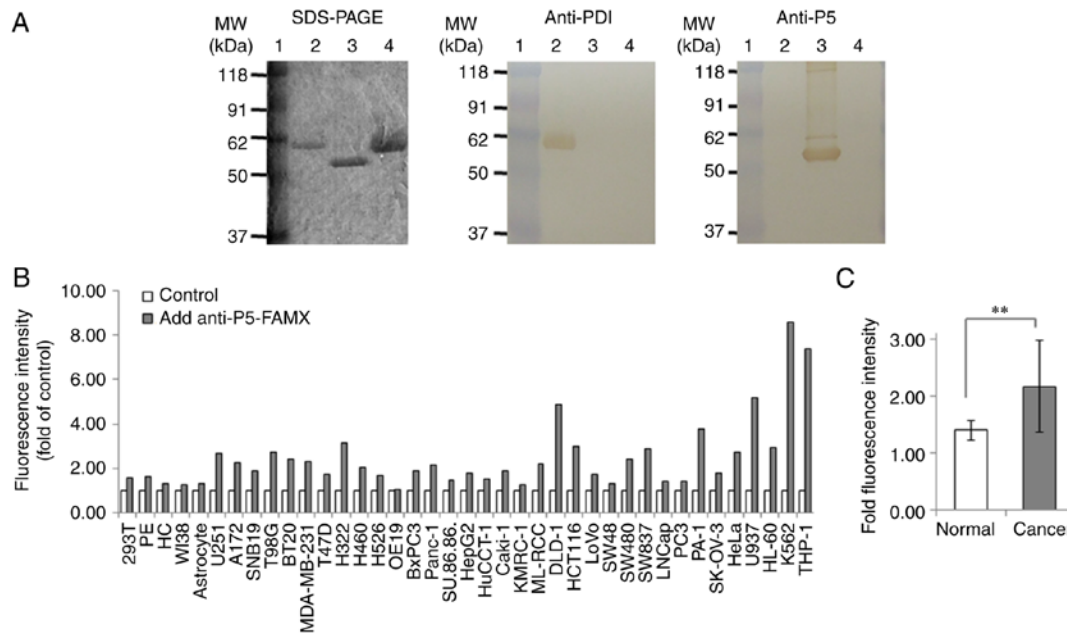 A
SDS-PAGE
MW (kDa) 1 2 3 4
118
91
62
50
37
Anti-PDI
MW (kDa) 1 2 3 4
118
91
62
50
37
Anti-P5
MW (kDa) 1 2 3 4
118
91
62
50
37
B
Fluorescence intensity
(fold of control)
10.00
8.00
6.00
4.00
2.00
0.00
Control
Add anti-P5-FAMX
293T
PE
HC
WI38
Astrocyte
U251
A172
SNB19
T98G
BT20
MDA-MB-231
T47D
H322
H460
H526
OE19
BxPC3
Panc-1
SU.86.86.
HepG2
HuCCT-1
Caki-1
KMRC-1
ML-RCC
DLD-1
HCT116
LoVo
SW48
SW480
SW837
LNCap
PC3
PA-1
SK-OV-3
HeLa
U937
HL-60
K562
THP-1
C
Fold fluorescence intensity
3.00
2.00
1.00
0.00
**
Normal Cancer